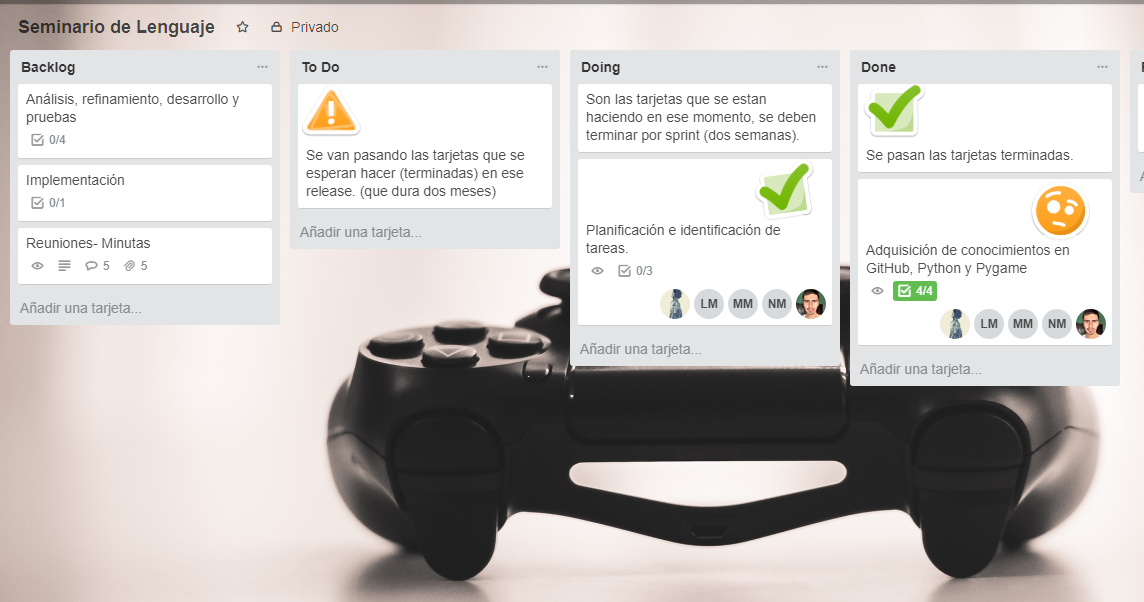 Seminario de Lenguaje
Privado
Backlog
Análisis, refinamiento, desarrollo y
pruebas
0/4
Implementación
0/1
Reuniones- Minutas
5
5
Añadir una tarjeta...
To Do
Se van pasando las tarjetas que se
esperan hacer (terminadas) en ese
release. (que dura dos meses)
Añadir una tarjeta...
Doing
Son las tarjetas que se estan
haciendo en ese momento, se deben
terminar por sprint (dos semanas).
Planificación e identificación de
tareas.
0/3
LM MM NM
Añadir una tarjeta...
Done
Se pasan las tarjetas terminadas.
Adquisición de conocimientos en
GitHub, Python y Pygame
4/4
LM MM NM
Añadir una tarjeta...